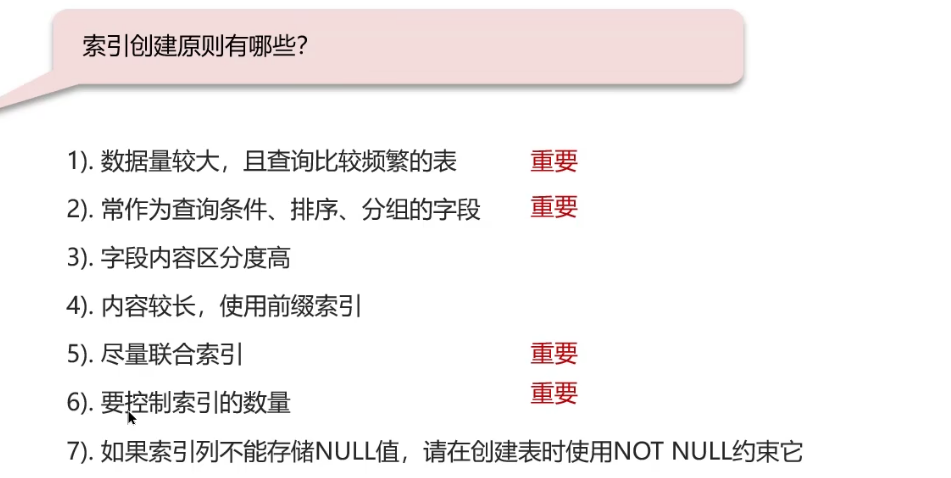 索引创建原则有哪些？
1). 数据量较大，且查询比较频繁的表 重要
2). 常作为查询条件、排序、分组的字段 重要
3). 字段内容区分度高
4). 内容较长，使用前缀索引
5). 尽量联合索引 重要
6). 要控制索引的数量 重要
7). 如果索引列不能存储NULL值，请在创建表时使用NOT NULL约束它